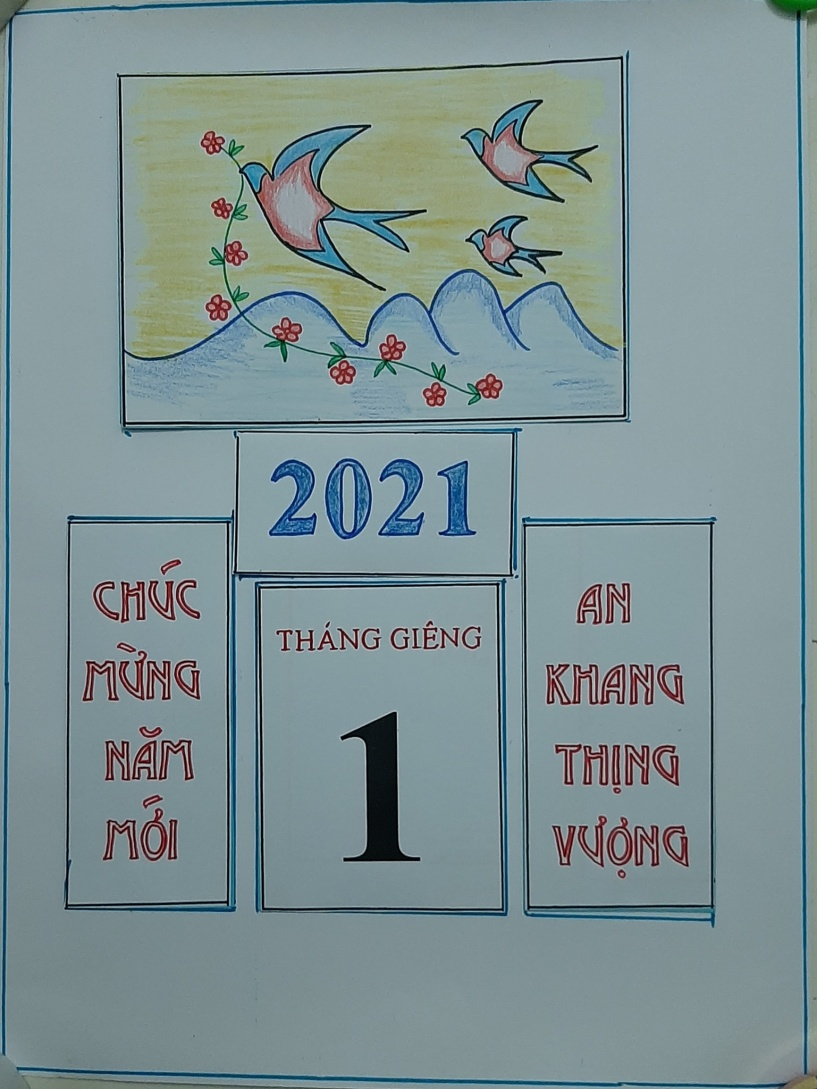 2021
CHÚC
MỪNG
NĂM
MỚI
THÁNG GIÊNG
1
AN
KHANG
THỊNG
VƯỢNG